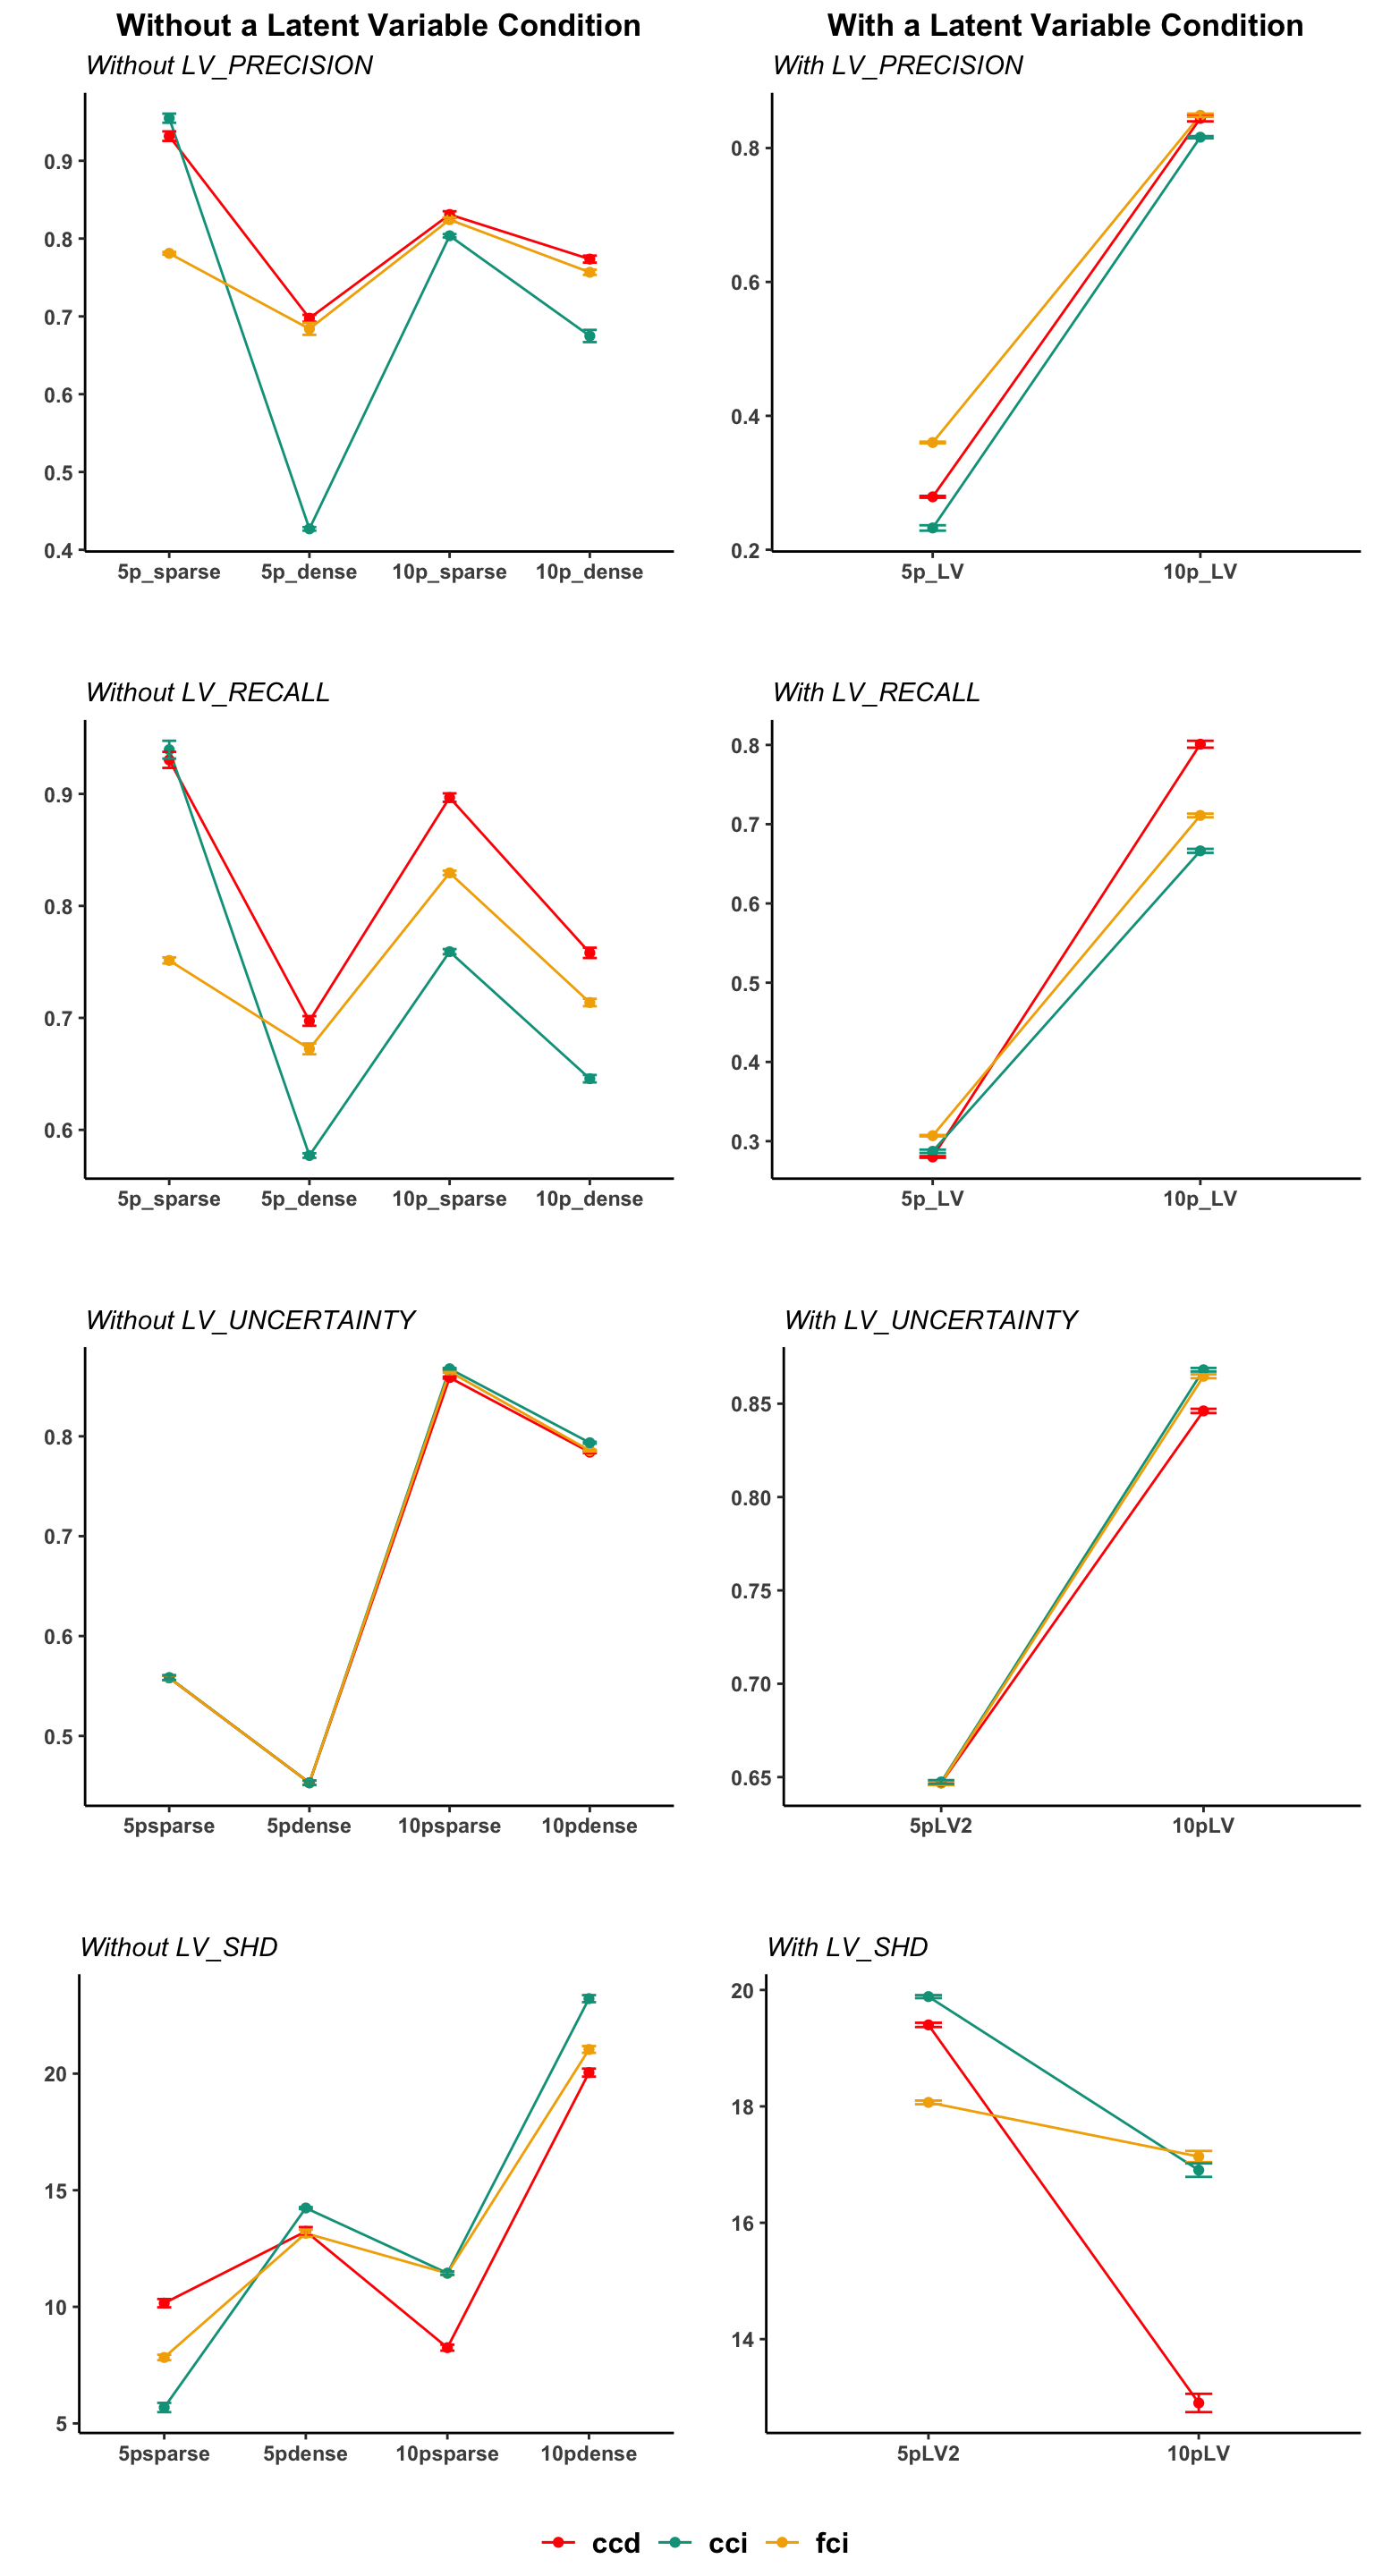 Without a Latent Variable Condition
With a Latent Variable Condition
Without LV_PRECISION
0.9
0.8
0.7
0.6
0.5
0.4
5p_sparse 5p_dense 10p_sparse 10p_dense
With LV_PRECISION
0.8
0.6
0.4
0.2
5p_LV 10p_LV
Without LV_RECALL
0.9
0.8
0.7
0.6
5p_sparse 5p_dense 10p_sparse 10p_dense
With LV_RECALL
0.8
0.7
0.6
0.5
0.4
0.3
5p_LV 10p_LV
Without LV_UNCERTAINTY
0.8
0.7
0.6
0.5
5psparse 5pdense 10psparse 10pdense
With LV_UNCERTAINTY
0.85
0.80
0.75
0.70
0.65
5pLV2 10pLV
Without LV_SHD
20
15
10
5
5psparse 5pdense 10psparse 10pdense
With LV_SHD
20
18
16
14
5pLV2 10pLV
ccd cci fci